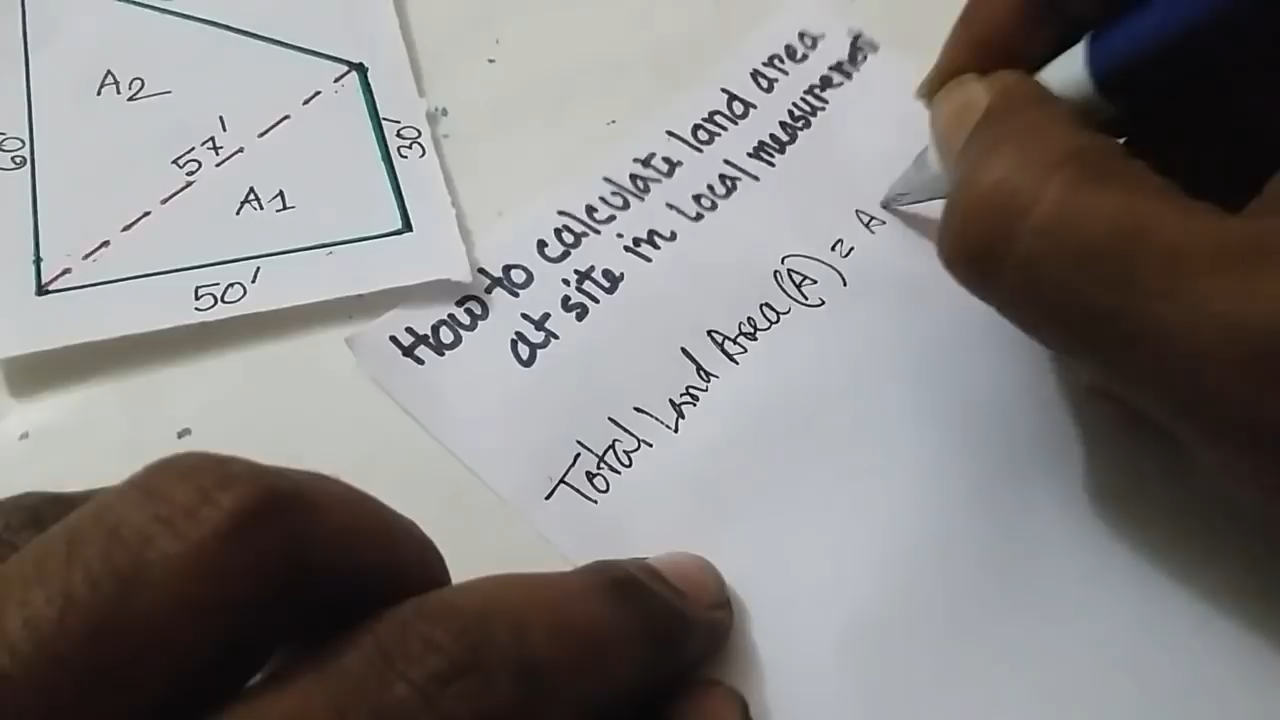 A2
60'
57'
30'
A1
50'
How to calculate land area
at site in Local measurement
Total Land Area (A) = A